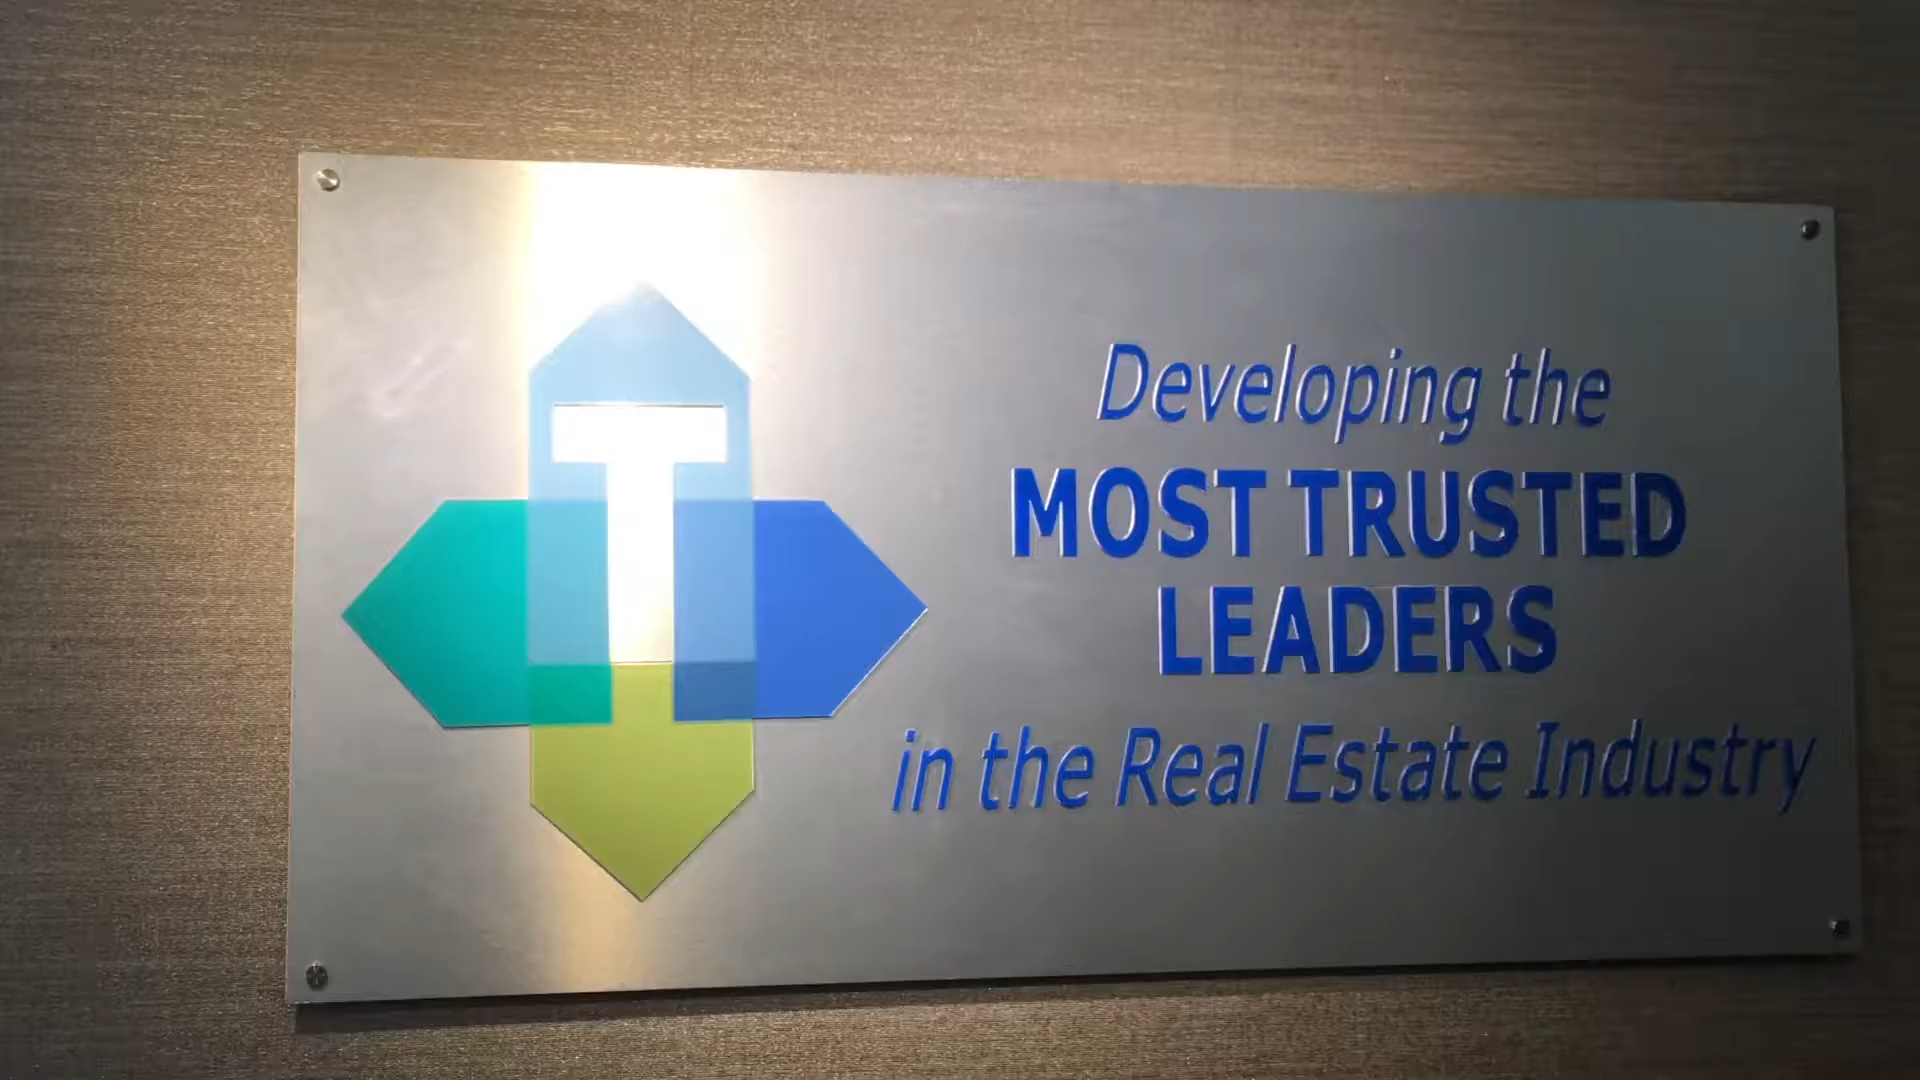 T
Developing the
MOST TRUSTED
LEADERS
in the Real Estate Industry